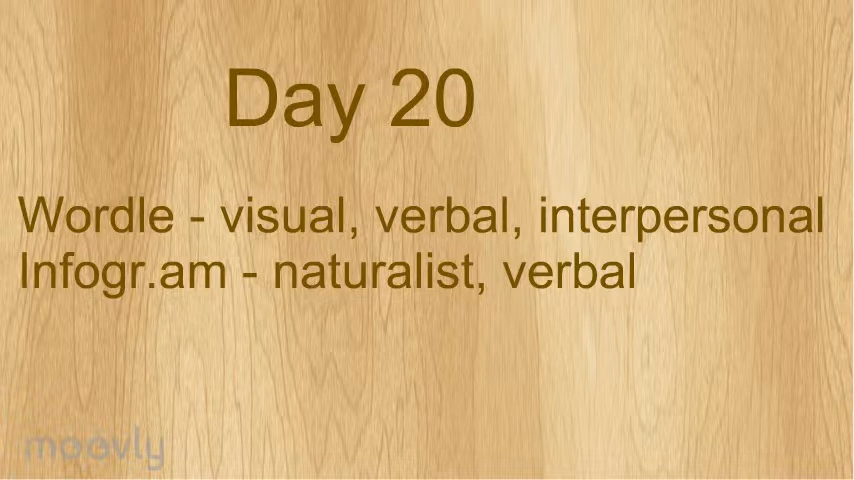 Day 20
Wordle - visual, verbal, interpersonal
Infogr.am - naturalist, verbal
moovly